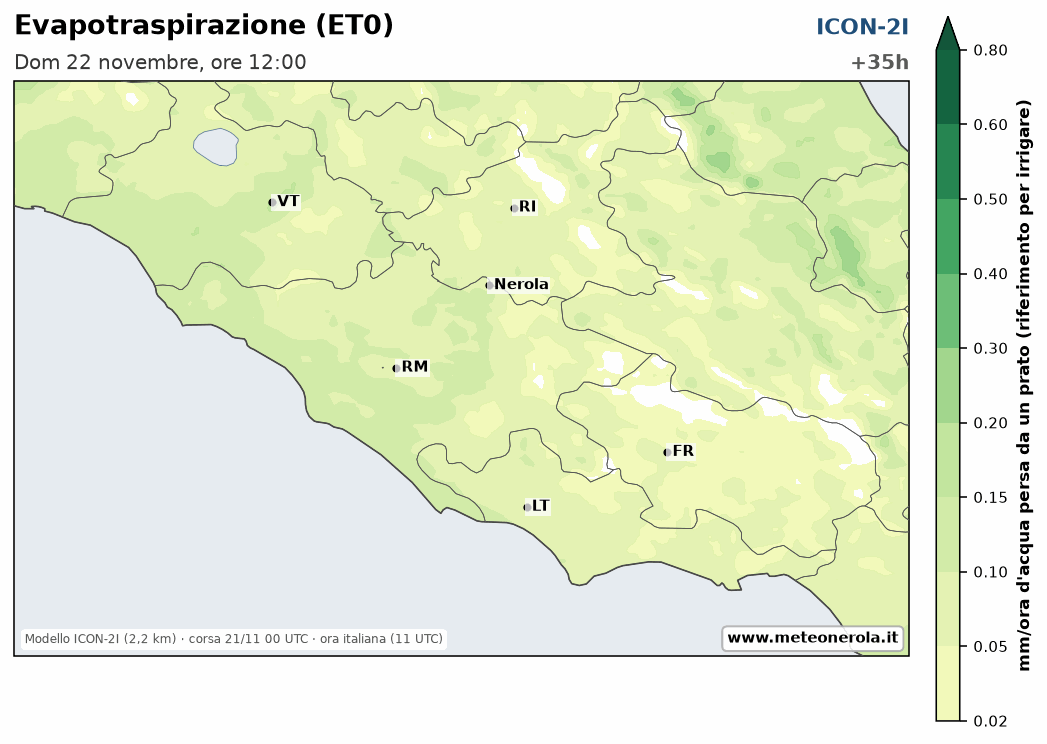 Evapotraspirazione (ET0)
ICON-2I
Dom 22 novembre, ore 12:00
+35h
VT
RI
Nerola
RM
FR
LT
Modello ICON-2I (2,2 km) · corsa 21/11 00 UTC · ora italiana (11 UTC)
www.meteonerola.it
0.80
0.60
0.50
0.40
0.30
0.20
0.15
0.10
0.05
0.02
mm/ora d'acqua persa da un prato (riferimento per irrigare)